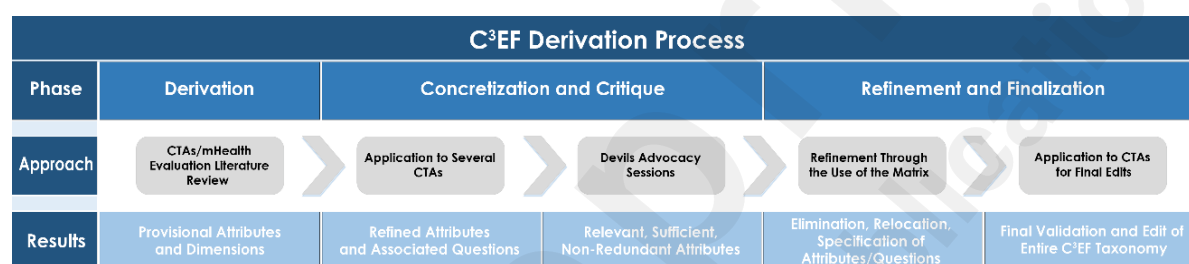 C³EF Derivation Process
Phase
Derivation
Concretization and Critique
Refinement and Finalization
Approach
CTAs/mHealth
Evaluation Literature
Review
Application to Several
CTAs
Devils Advocacy
Sessions
Refinement Through
the Use of the Matrix
Application to CTAs
for Final Edits
Results
Provisional Attributes
and Dimensions
Refined Attributes
and Associated Questions
Relevant, Sufficient,
Non-Redundant Attributes
Elimination, Relocation,
Specification of
Attributes/Questions
Final Validation and Edit of
Entire C³EF Taxonomy